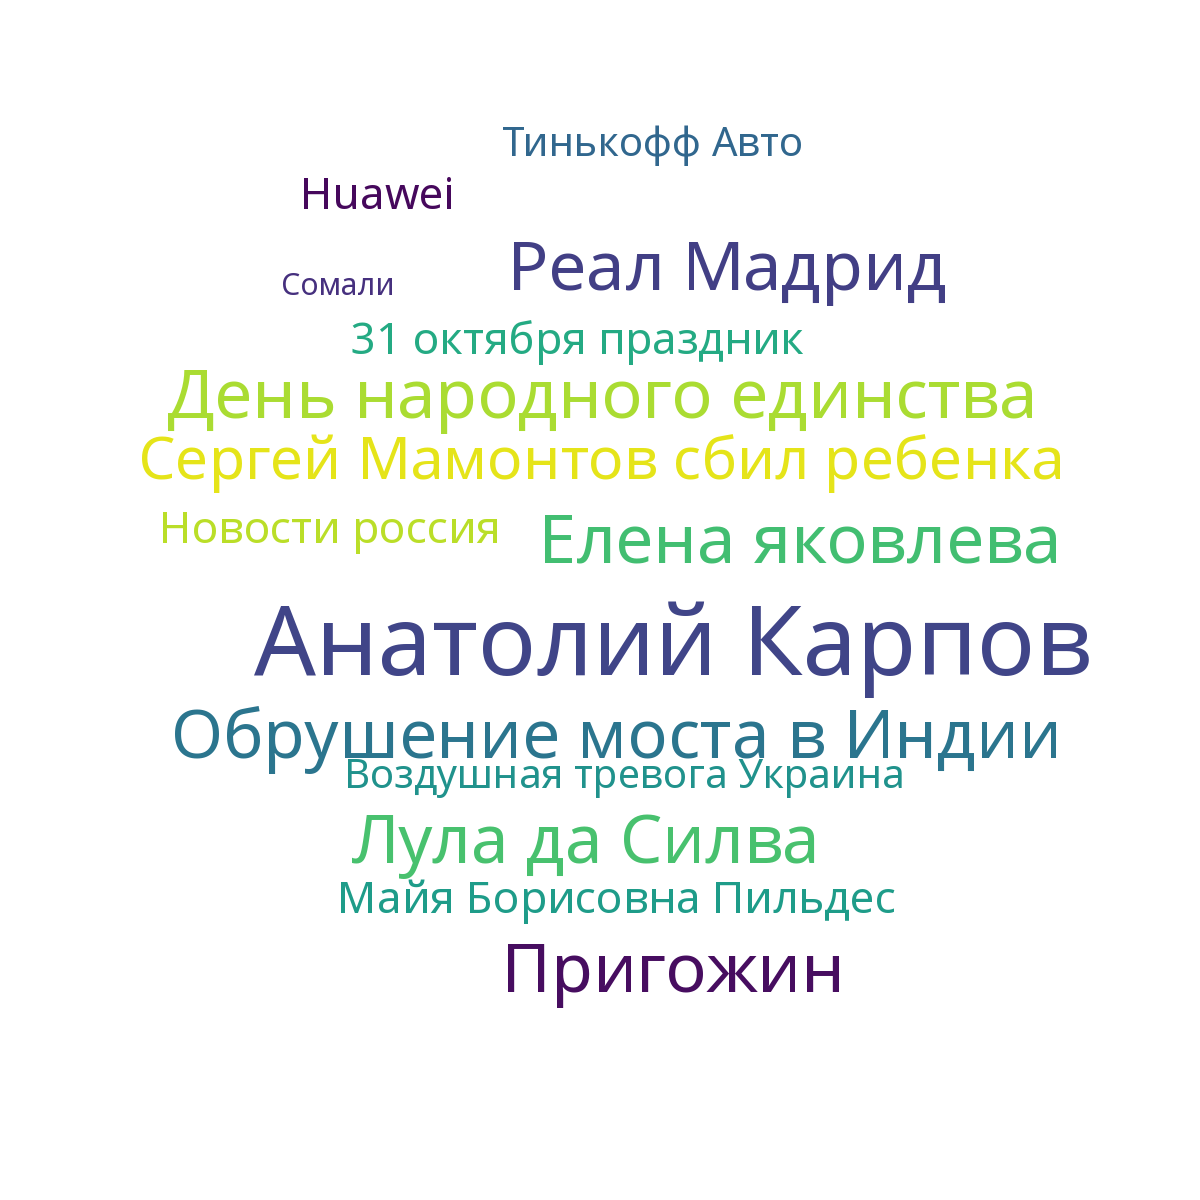 Тинькофф Авто
Huawei
Реал Мадрид
Сомали
31 октября праздник
День народного единства
Сергей Мамонтов сбил ребенка
Новости россия
Елена яковлева
Анатолий Карпов
Обрушение моста в Индии
Воздушная тревога Украина
Лула да Силва
Майя Борисовна Пильдес
Пригожин